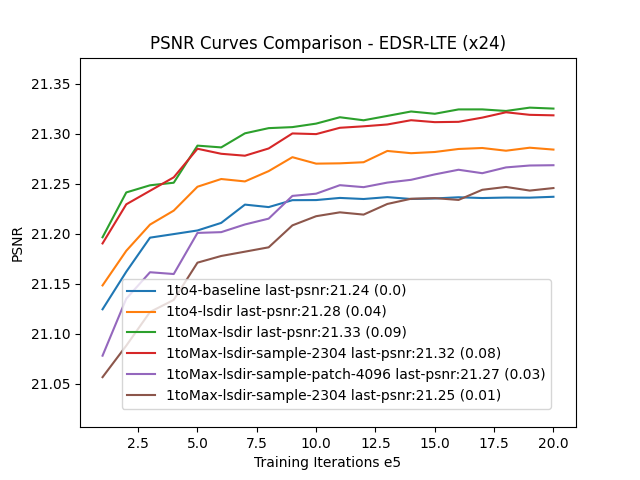 PSNR Curves Comparison - EDSR-LTE (x24)
21.35
21.30
21.25
21.20
21.15
21.10
21.05
PSNR
1to4-baseline last-psnr:21.24 (0.0)
1to4-lsdir last-psnr:21.28 (0.04)
1toMax-lsdir last-psnr:21.33 (0.09)
1toMax-lsdir-sample-2304 last-psnr:21.32 (0.08)
1toMax-lsdir-sample-patch-4096 last-psnr:21.27 (0.03)
1toMax-lsdir-sample-2304 last-psnr:21.25 (0.01)
2.5 5.0 7.5 10.0 12.5 15.0 17.5 20.0
Training Iterations e5